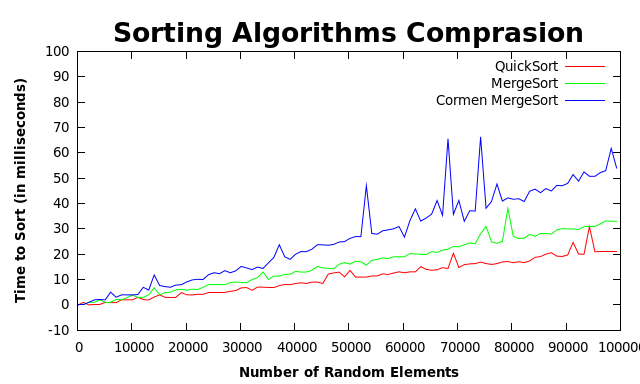 Sorting Algorithms Comprasion
100
90
80
70
60
50
40
30
20
10
0
-10
Time to Sort (in milliseconds)
QuickSort
MergeSort
Cormen MergeSort
0 10000 20000 30000 40000 50000 60000 70000 80000 90000 100000
Number of Random Elements